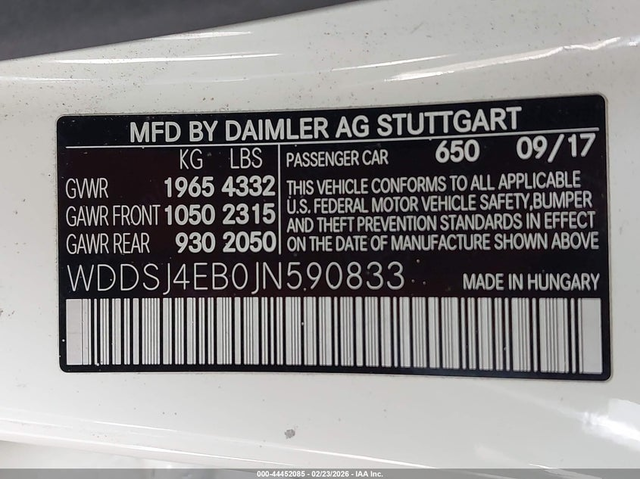 MFD BY DAIMLER AG STUTTGART
KG LBS
GVWR 1965 4332
GAWR FRONT 1050 2315
GAWR REAR 930 2050
PASSENGER CAR 650 09/17
THIS VEHICLE CONFORMS TO ALL APPLICABLE
U.S. FEDERAL MOTOR VEHICLE SAFETY,BUMPER
AND THEFT PREVENTION STANDARDS IN EFFECT
ON THE DATE OF MANUFACTURE SHOWN ABOVE.
WDDSJ4EB0JN590833 MADE IN HUNGARY
000-44452085 - 02/23/2026 - IAA Inc.